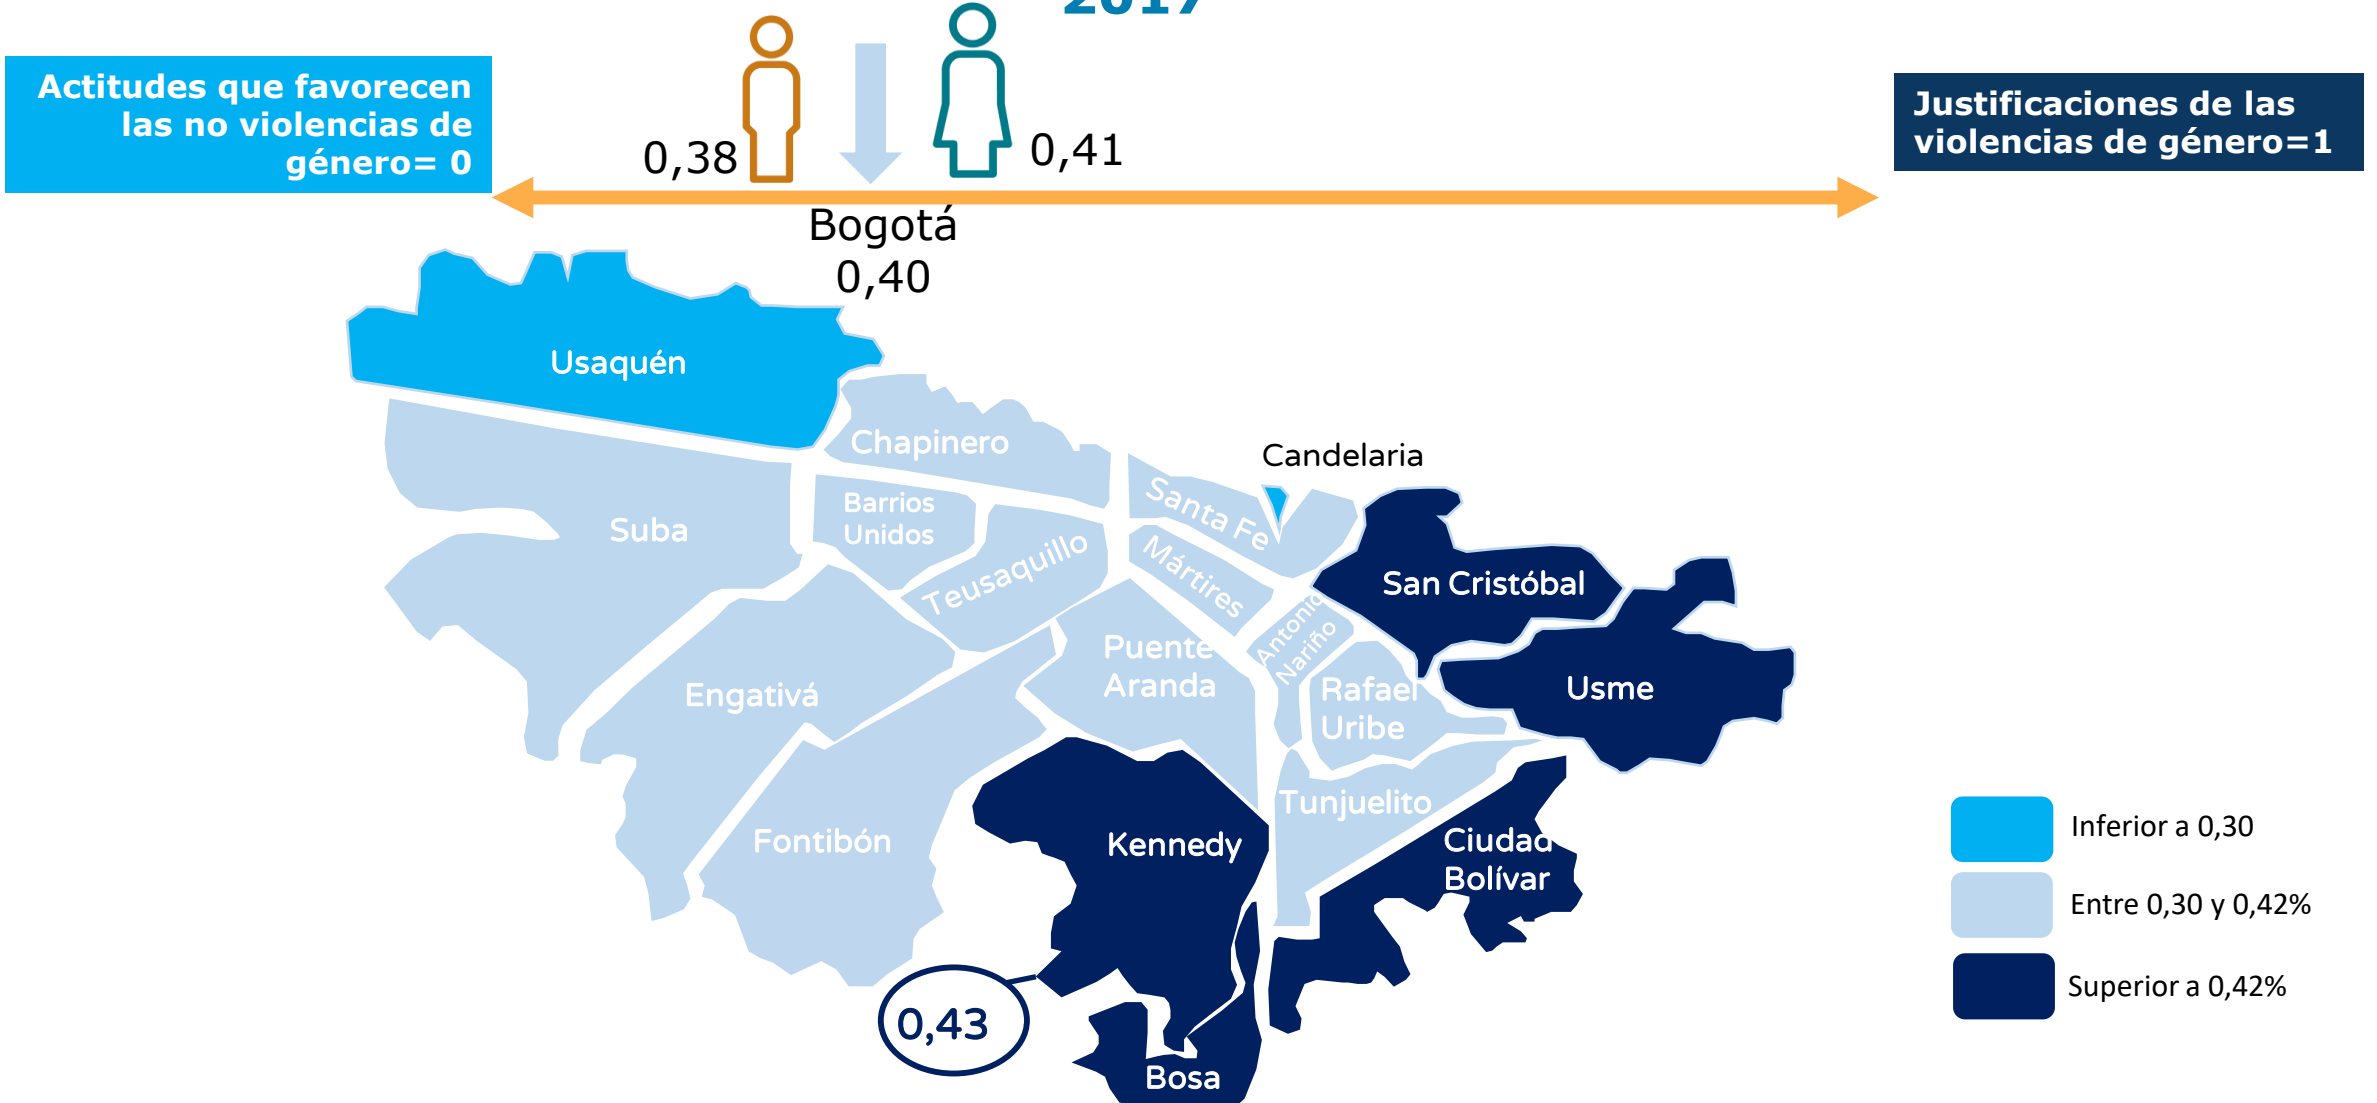 2017
Actitudes que favorecen
las no violencias de
género= 0
0,38
0,41
Justificaciones de las
violencias de género=1
Bogotá
0,40
Usaquén
Chapinero
Candelaria
Barrios
Unidos
Suba
Santa Fe
Teusaquillo
Mártires
San Cristóbal
Antonio
Nariño
Puente
Aranda
Engativá
Rafael
Uribe
Usme
Fontibón
Kennedy
Tunjuelito
Ciudad
Bolívar
0,43
Bosa
Inferior a 0,30
Entre 0,30 y 0,42%
Superior a 0,42%